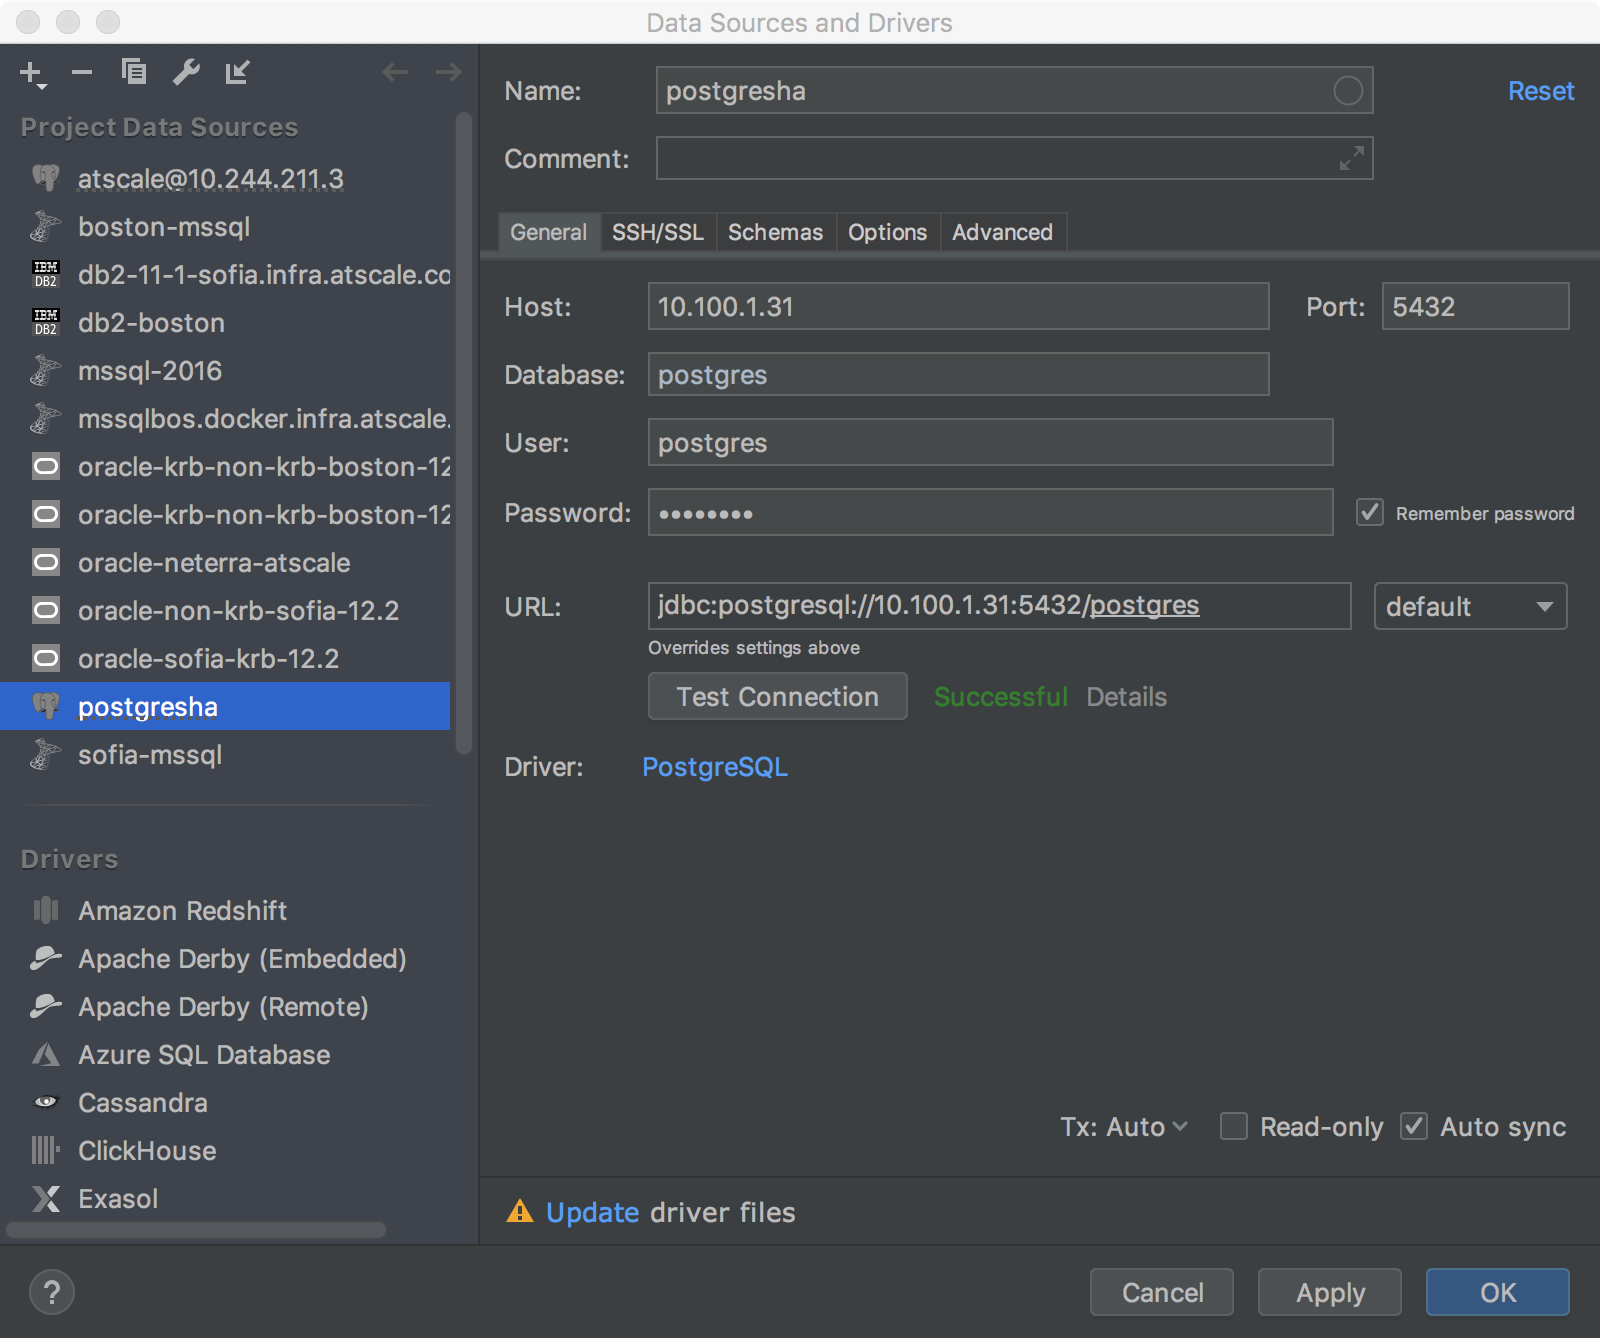 Data Sources and Drivers
Project Data Sources
atscale@10.244.211.3
boston-mssql
IBM DB2 db2-11-1-sofia.infra.atscale.co
IBM DB2 db2-boston
mssql-2016
mssqlbos.docker.infra.atscale.
oracle-krb-non-krb-boston-12
oracle-krb-non-krb-boston-12
oracle-neterra-atscale
oracle-non-krb-sofia-12.2
oracle-sofia-krb-12.2
postgresha
sofia-mssql
Drivers
Amazon Redshift
Apache Derby (Embedded)
Apache Derby (Remote)
Azure SQL Database
Cassandra
ClickHouse
Exasol
Name: postgresha Reset
Comment:
General SSH/SSL Schemas Options Advanced
Host: 10.100.1.31 Port: 5432
Database: postgres
User: postgres
Password: •••••••• Remember password
URL: jdbc:postgresql://10.100.1.31:5432/postgres default
Overrides settings above
Test Connection Successful Details
Driver: PostgreSQL
Tx: Auto Read-only Auto sync
Update driver files
? Cancel Apply OK